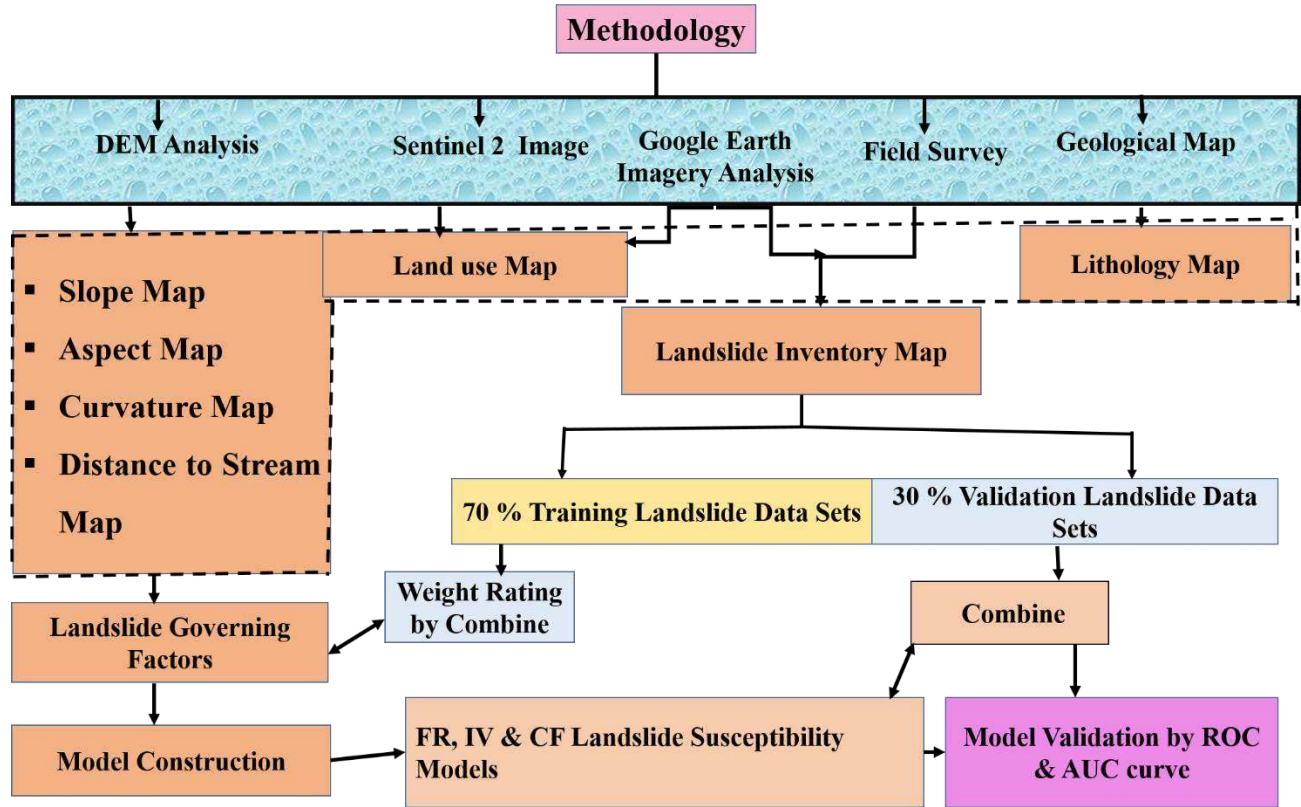 Methodology
DEM Analysis
Sentinel 2 Image
Google Earth
Imagery Analysis
Field Survey
Geological Map
Land use Map
Lithology Map
▪ Slope Map
▪ Aspect Map
▪ Curvature Map
▪ Distance to Stream
Map
Landslide Inventory Map
70 % Training Landslide Data Sets
30 % Validation Landslide Data
Sets
Weight Rating
by Combine
Combine
Landslide Governing
Factors
Model Construction
FR, IV & CF Landslide Susceptibility
Models
Model Validation by ROC
& AUC curve